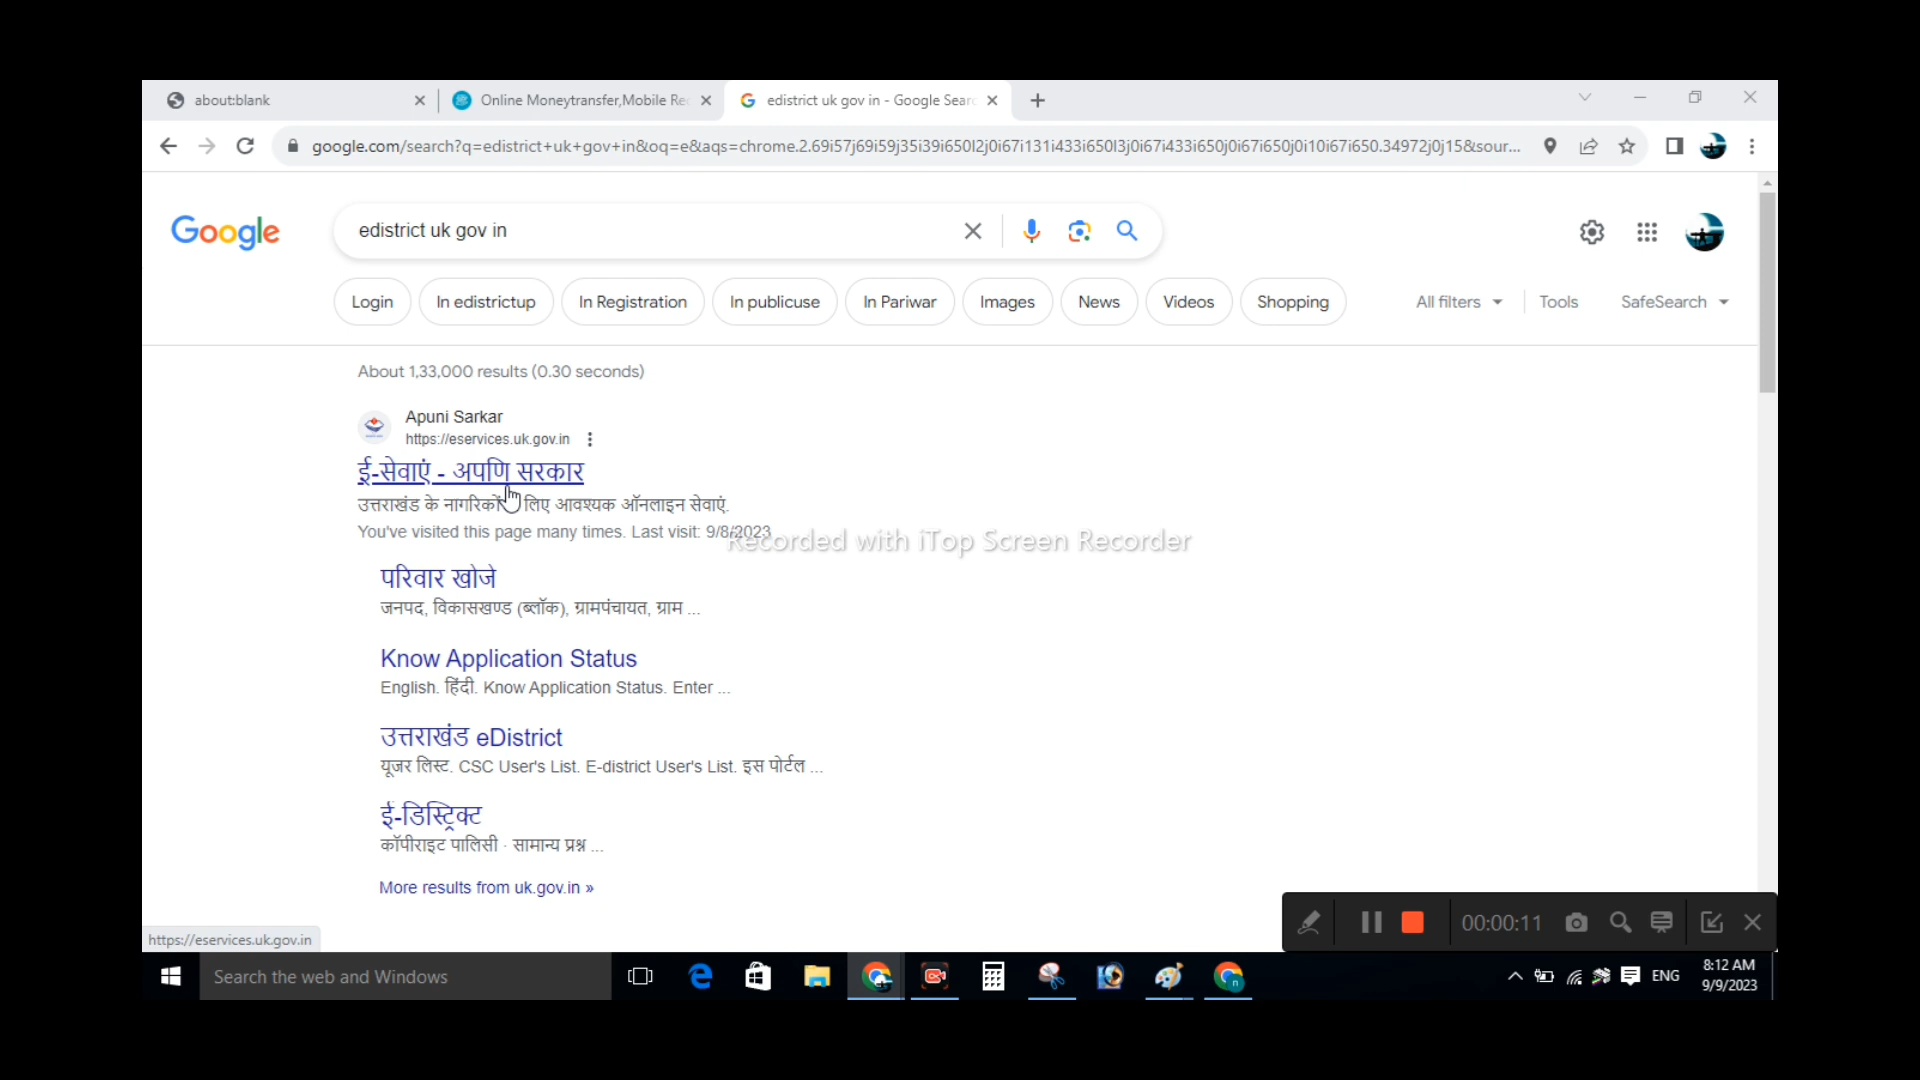 about:blank
Online Moneytransfer,Mobile Rec
edistrict uk gov in - Google Searc
google.com/search?q=edistrict+uk+gov+in&oq=e&aqs=chrome.2.69i57j69i59j35i39i650l2j0i67i131i433i650l3j0i67i433i650j0i67i650j0i10i67i650.34972j0j15&sour...
Google
edistrict uk gov in
Login
In edistrictup
In Registration
In publicuse
In Pariwar
Images
News
Videos
Shopping
All filters
Tools
SafeSearch
About 1,33,000 results (0.30 seconds)
Apuni Sarkar
https://eservices.uk.gov.in
ई-सेवाएं - अपणि सरकार
उत्तराखंड के नागरिकों लिए आवश्यक ऑनलाइन सेवाएं.
You've visited this page many times. Last visit: 9/8/2023
Recorded with iTop Screen Recorder
परिवार खोजे
जनपद, विकासखण्ड (ब्लॉक), ग्रामपंचायत, ग्राम ...
Know Application Status
English. हिंदी. Know Application Status. Enter ...
उत्तराखंड eDistrict
यूजर लिस्ट. CSC User's List. E-district User's List. इस पोर्टल ...
ई-डिस्ट्रिक्ट
कॉपीराइट पालिसी · सामान्य प्रश्न ...
More results from uk.gov.in »
00:00:11
https://eservices.uk.gov.in
Search the web and Windows
ENG
8:12 AM
9/9/2023